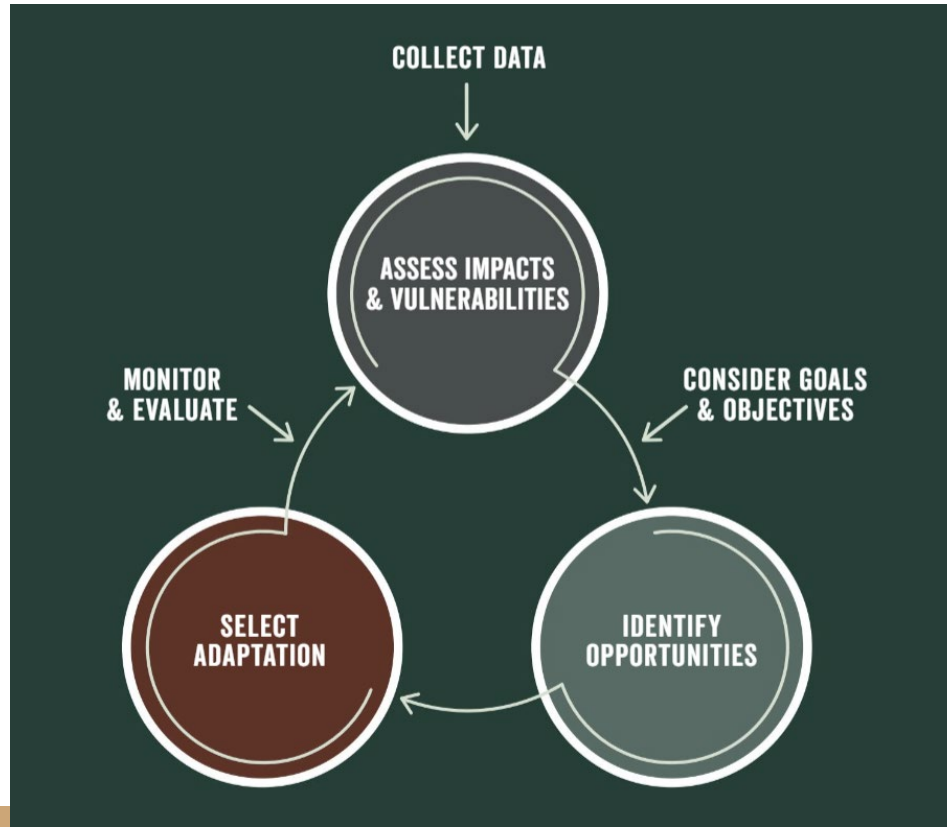 COLLECT DATA
ASSESS IMPACTS
& VULNERABILITIES
MONITOR
& EVALUATE
CONSIDER GOALS
& OBJECTIVES
SELECT
ADAPTATION
IDENTIFY
OPPORTUNITIES